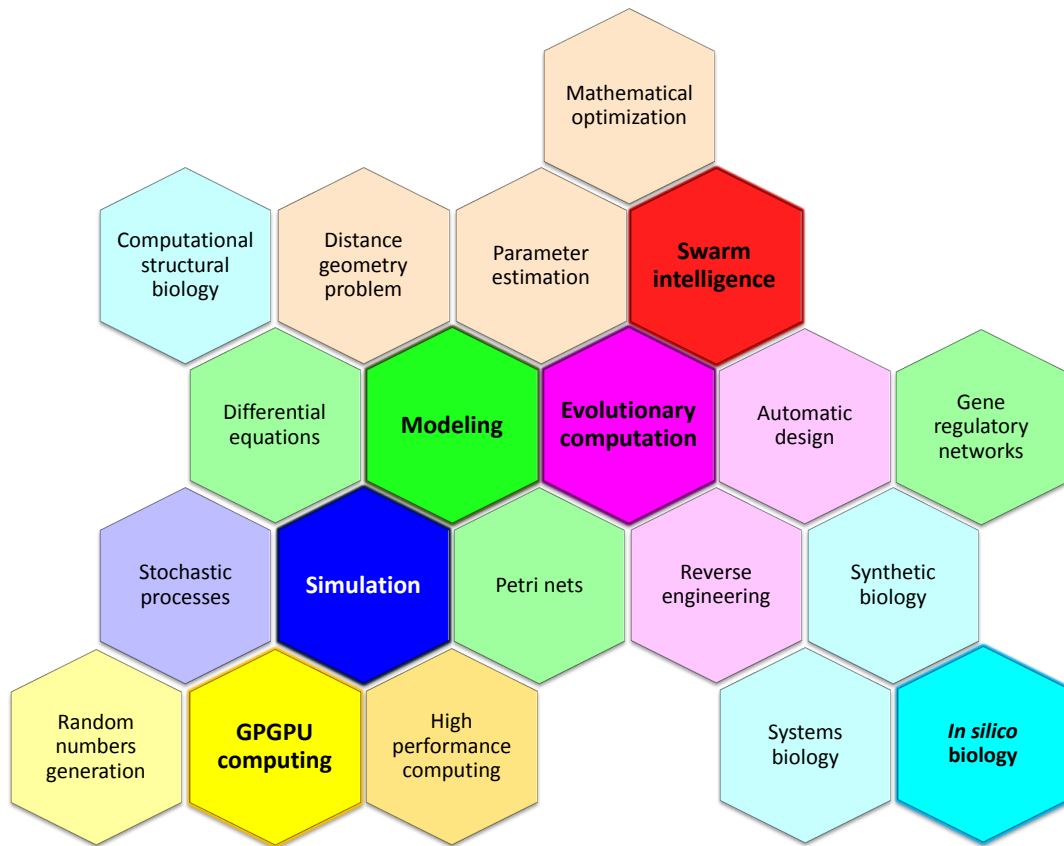 Mathematical
optimization
Computational
structural
biology
Distance
geometry
problem
Parameter
estimation
Swarm
intelligence
Differential
equations
Modeling
Evolutionary
computation
Automatic
design
Gene
regulatory
networks
Stochastic
processes
Simulation
Petri nets
Reverse
engineering
Synthetic
biology
Random
numbers
generation
GPGPU
computing
High
performance
computing
Systems
biology
In silico
biology